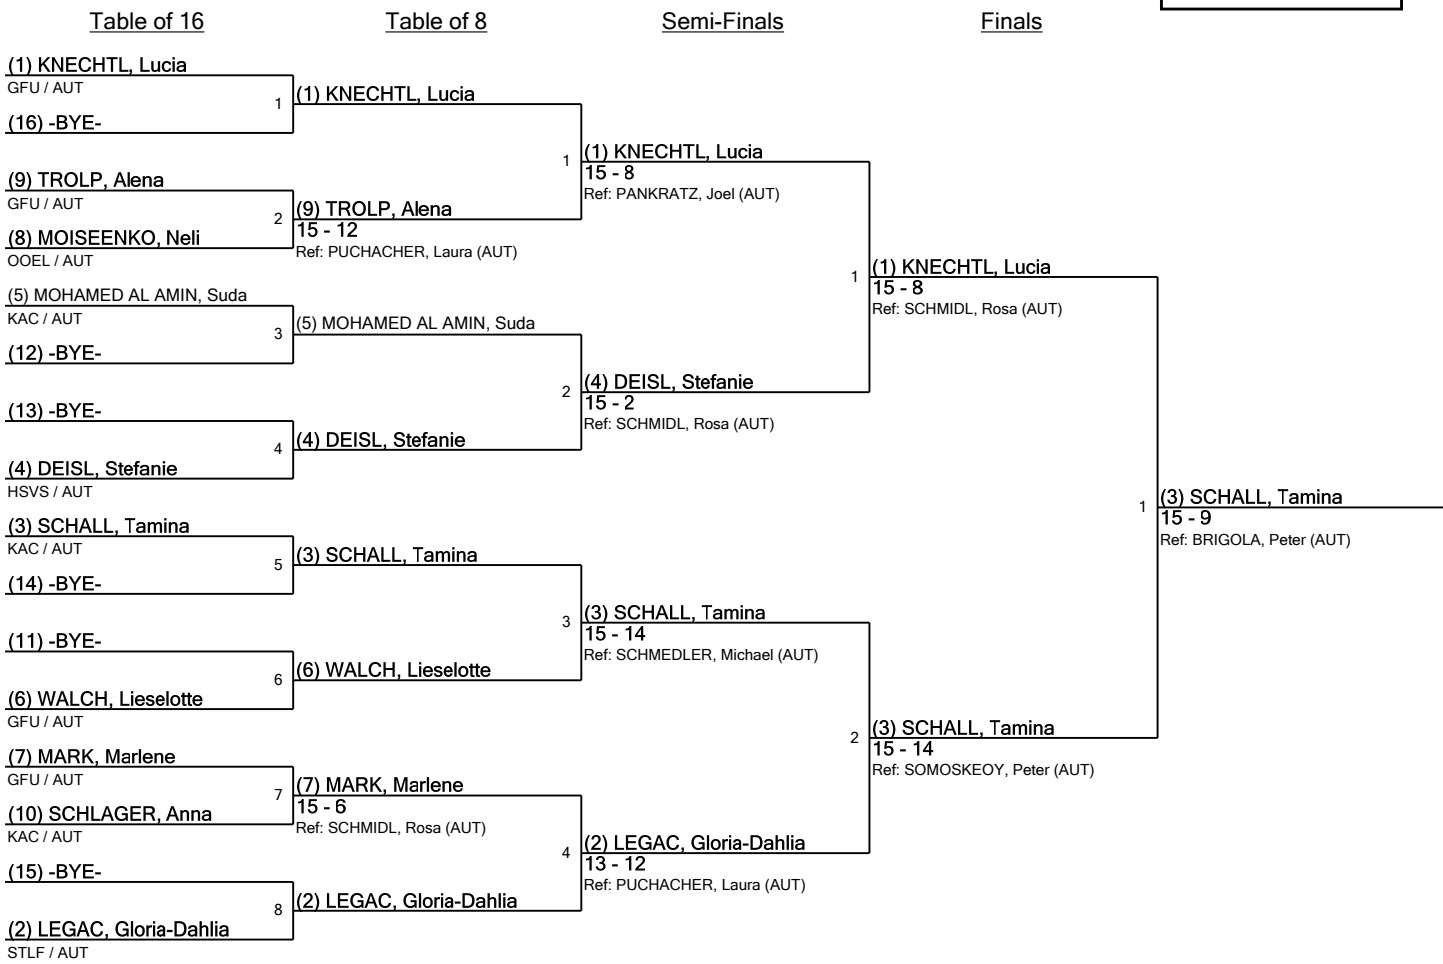 Table of 16
Table of 8
Semi-Finals
Finals
(1) KNECHTL, Lucia
GFU / AUT
1
(16) -BYE-
(9) TROLP, Alena
GFU / AUT
2
(8) MOISEENKO, Neli
OOEL / AUT
(5) MOHAMED AL AMIN, Suda
KAC / AUT
3
(12) -BYE-
(13) -BYE-
4
(4) DEISL, Stefanie
HSVS / AUT
(3) SCHALL, Tamina
KAC / AUT
5
(14) -BYE-
(11) -BYE-
6
(6) WALCH, Lieselotte
GFU / AUT
(7) MARK, Marlene
GFU / AUT
7
(10) SCHLAGER, Anna
KAC / AUT
(15) -BYE-
8
(2) LEGAC, Gloria-Dahlia
STLF / AUT
(1) KNECHTL, Lucia
1
(9) TROLP, Alena
15 - 12
Ref: PUCHACHER, Laura (AUT)
(5) MOHAMED AL AMIN, Suda
2
(4) DEISL, Stefanie
(3) SCHALL, Tamina
3
(6) WALCH, Lieselotte
(7) MARK, Marlene
15 - 6
Ref: SCHMIDL, Rosa (AUT)
4
(2) LEGAC, Gloria-Dahlia
(1) KNECHTL, Lucia
15 - 8
Ref: PANKRATZ, Joel (AUT)
1
(4) DEISL, Stefanie
15 - 2
Ref: SCHMIDL, Rosa (AUT)
(3) SCHALL, Tamina
15 - 14
Ref: SCHMEDLER, Michael (AUT)
2
(2) LEGAC, Gloria-Dahlia
13 - 12
Ref: PUCHACHER, Laura (AUT)
(1) KNECHTL, Lucia
15 - 8
Ref: SCHMIDL, Rosa (AUT)
1
(3) SCHALL, Tamina
15 - 14
Ref: SOMOSKEOY, Peter (AUT)
(3) SCHALL, Tamina
15 - 9
Ref: BRIGOLA, Peter (AUT)